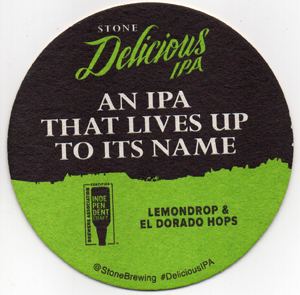 STONE
Delicious
IPA
AN IPA
THAT LIVES UP
TO ITS NAME
CERTIFIED
INDE
PEN
DENT
CRAFT
LEMONDROP &
EL DORADO HOPS
@StoneBrewing #DeliciousIPA